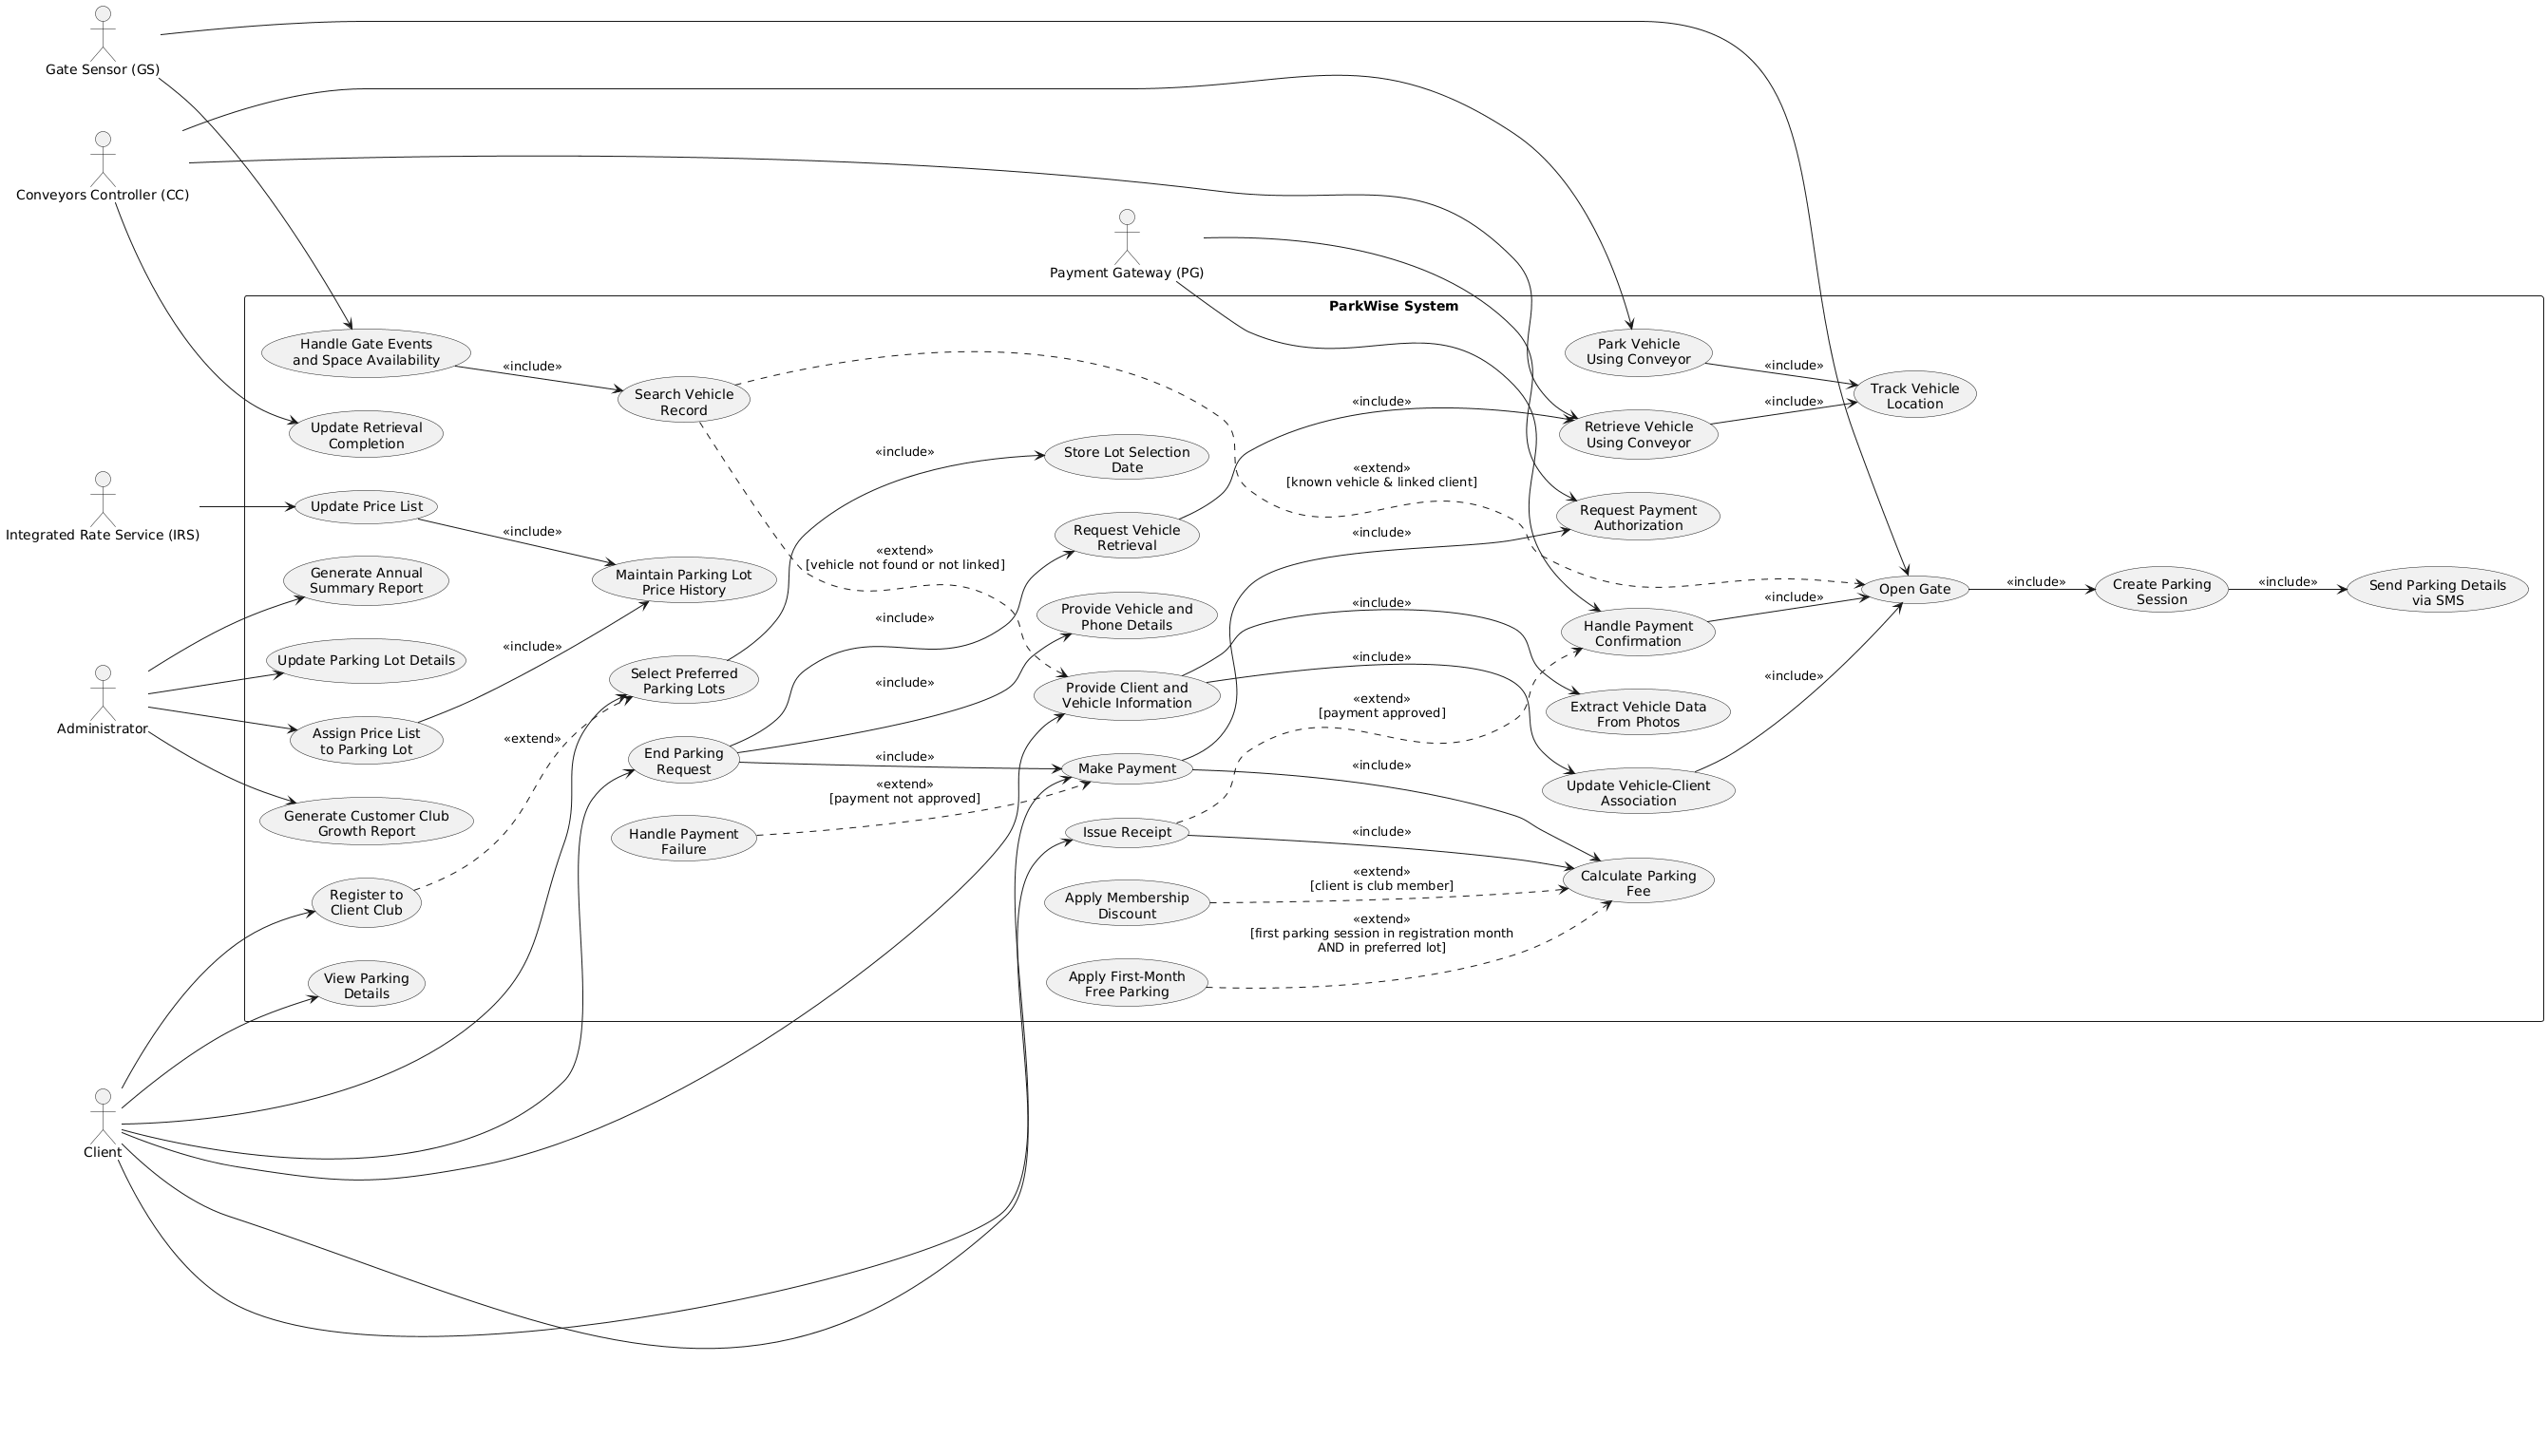 Gate Sensor (GS)
Conveyors Controller (CC)
Payment Gateway (PG)
Integrated Rate Service (IRS)
Administrator
Client
ParkWise System
Handle Gate Events
and Space Availability
Update Retrieval
Completion
Update Price List
Generate Annual
Summary Report
Update Parking Lot Details
Assign Price List
to Parking Lot
Generate Customer Club
Growth Report
Register to
Client Club
View Parking
Details
«include»
«include»
«include»
«extend»
Search Vehicle
Record
Maintain Parking Lot
Price History
Select Preferred
Parking Lots
End Parking
Request
Handle Payment
Failure
«include»
«extend»
[vehicle not found or not linked]
«include»
«include»
«include»
«extend»
[payment not approved]
Store Lot Selection
Date
Request Vehicle
Retrieval
Provide Vehicle and
Phone Details
Provide Client and
Vehicle Information
Make Payment
Issue Receipt
Apply Membership
Discount
Apply First-Month
Free Parking
«include»
«extend»
[known vehicle & linked client]
«include»
«include»
«include»
«extend»
[payment approved]
«include»
«include»
«extend»
[client is club member]
«extend»
[first parking session in registration month
AND in preferred lot]
Park Vehicle
Using Conveyor
Retrieve Vehicle
Using Conveyor
Request Payment
Authorization
Handle Payment
Confirmation
Extract Vehicle Data
From Photos
Update Vehicle-Client
Association
Calculate Parking
Fee
«include»
«include»
«include»
«include»
Track Vehicle
Location
Open Gate
«include»
Create Parking
Session
«include»
Send Parking Details
via SMS